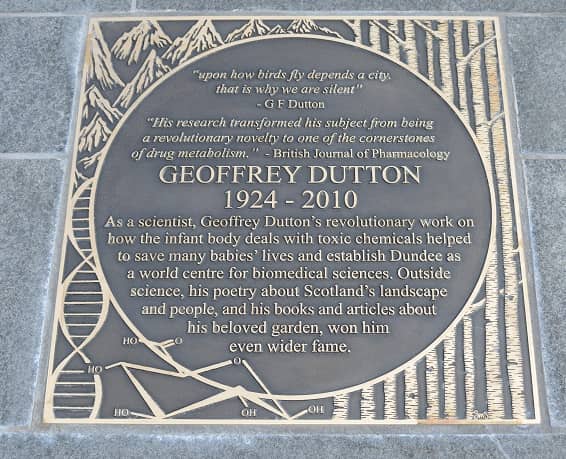 "upon how birds fly depends a city.
that is why we are silent"
- G F Dutton
"His research transformed his subject from being
a revolutionary novelty to one of the cornerstones
of drug metabolism." - British Journal of Pharmacology
GEOFFREY DUTTON
1924 - 2010
As a scientist, Geoffrey Dutton's revolutionary work on
how the infant body deals with toxic chemicals helped
to save many babies' lives and establish Dundee as
a world centre for biomedical sciences. Outside
science, his poetry about Scotland's landscape
and people, and his books and articles about
his beloved garden, won him
even wider fame.
HO O
HO O
HO OH OH